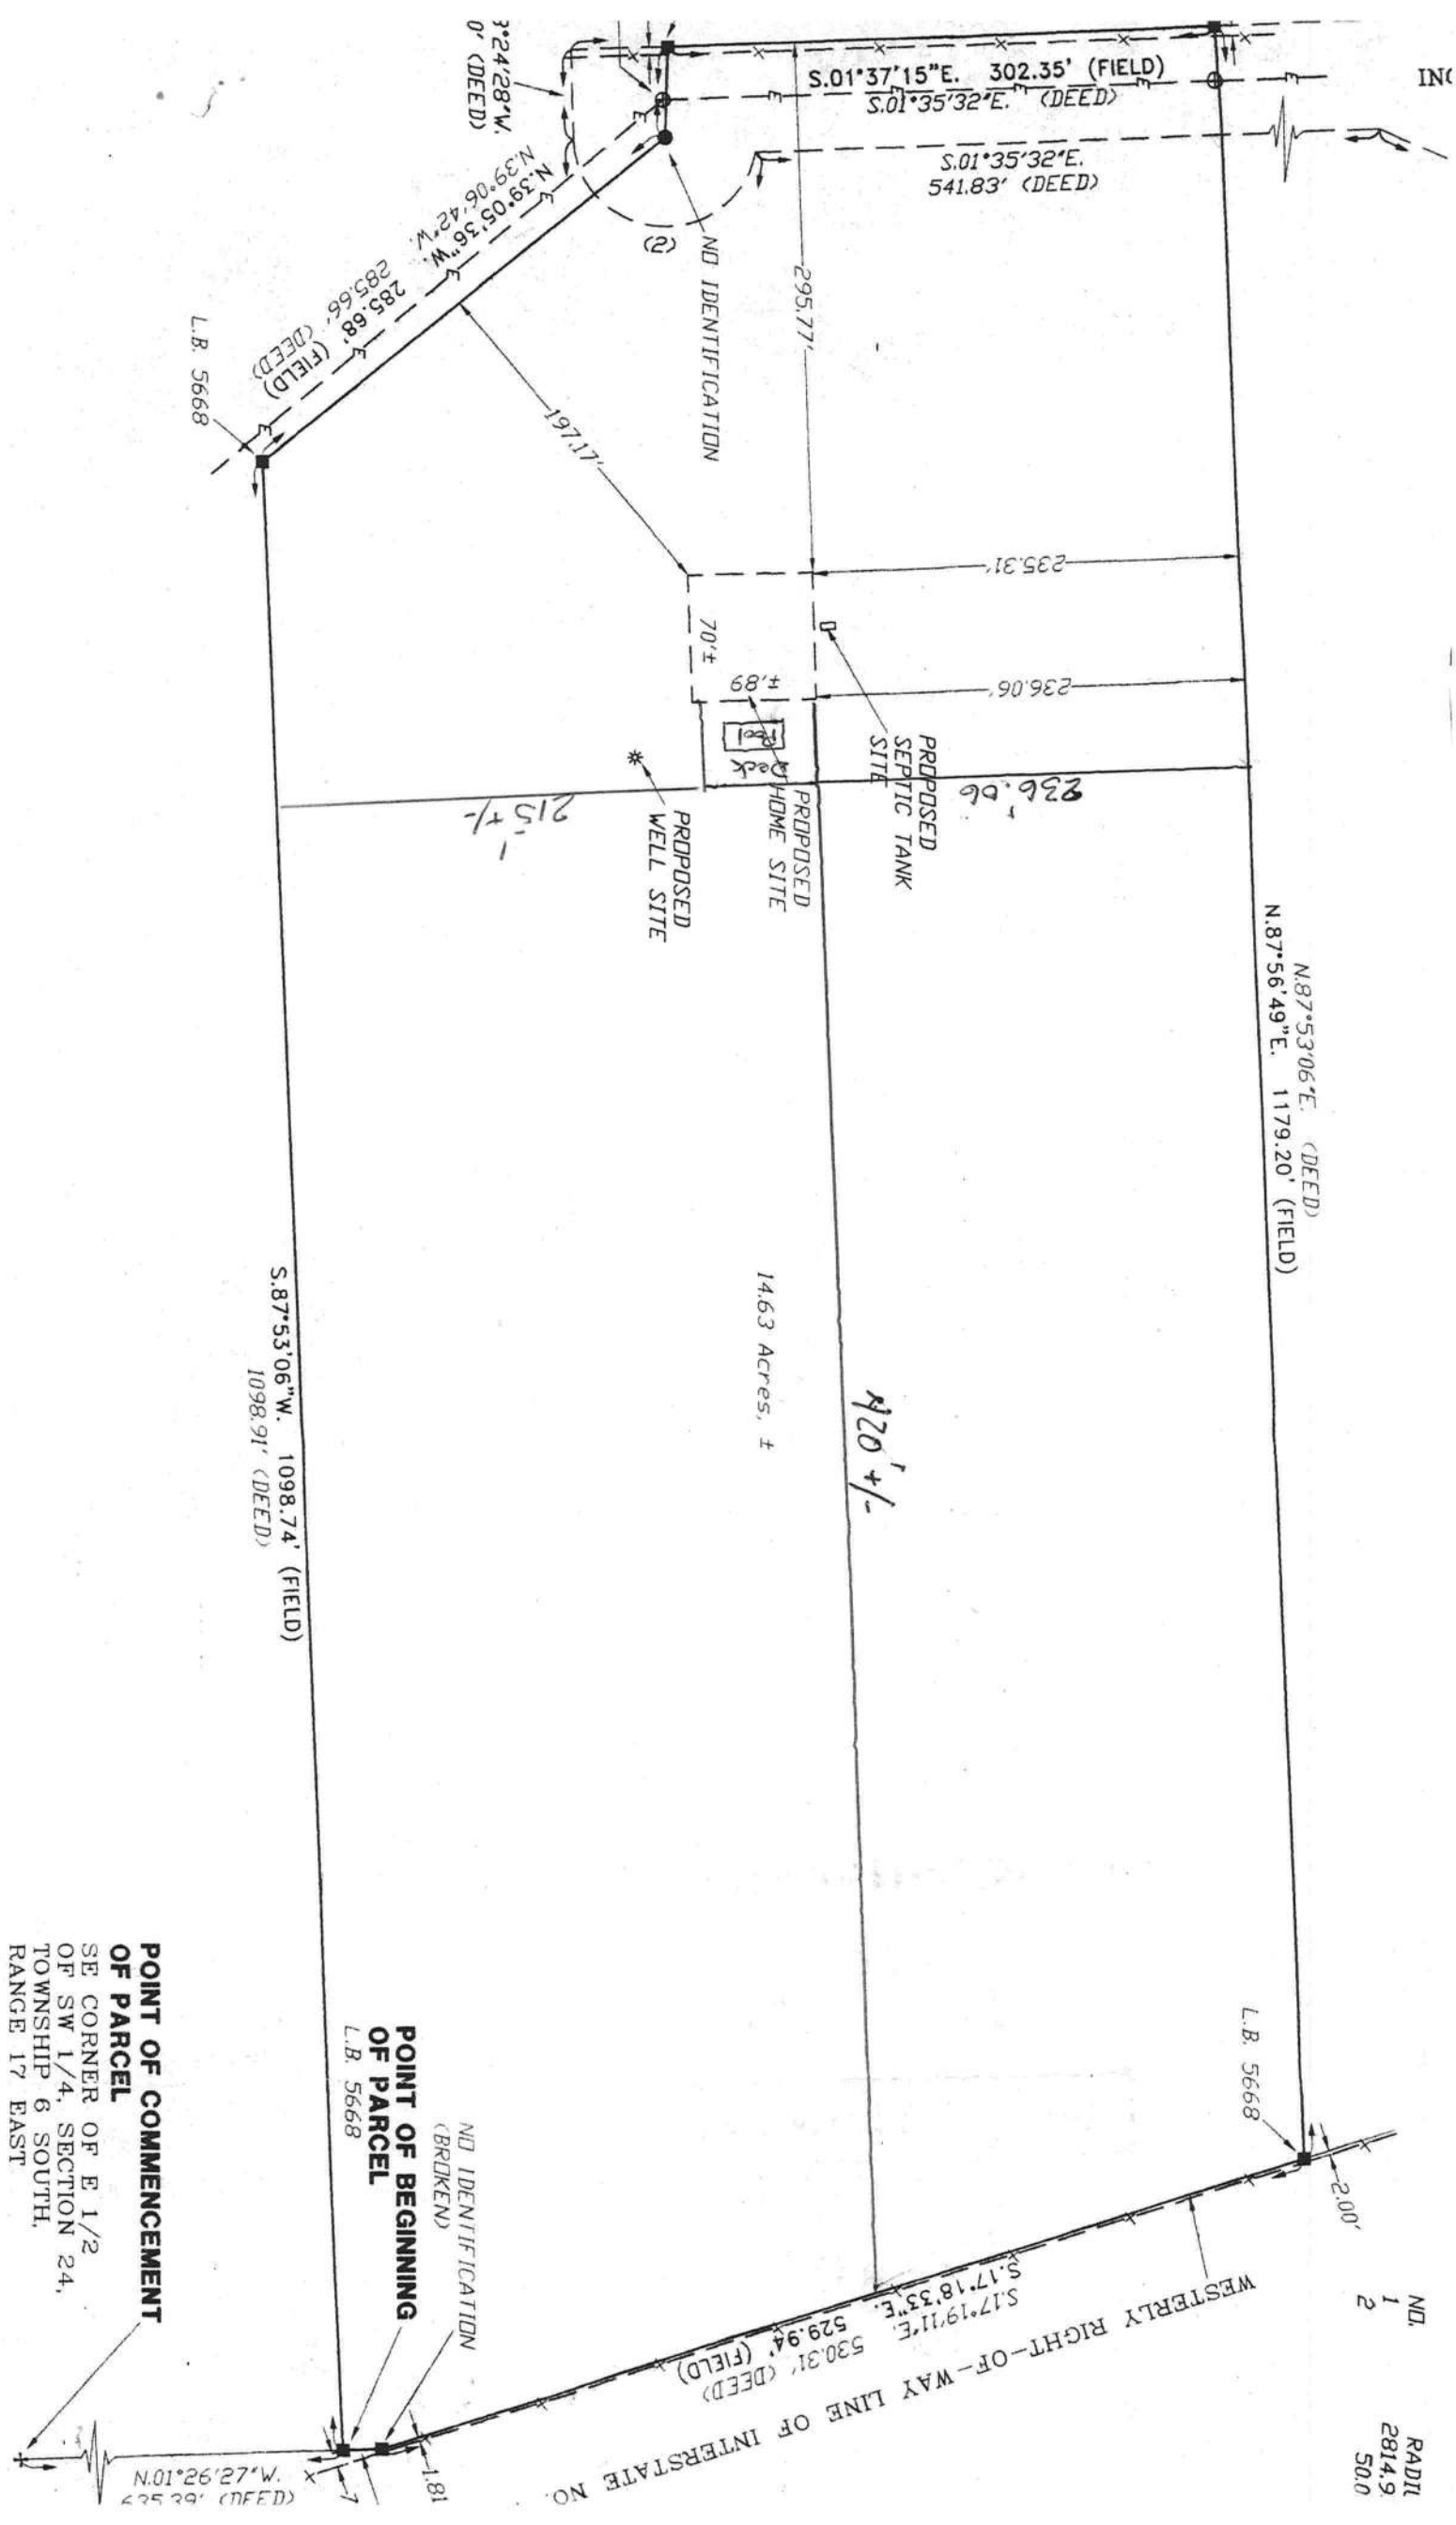 S.01°37'15"E. 302.35' (FIELD)
S.01°35'32"E. (DEED)
S.01°35'32"E.
541.83' (DEED)
°24'28"W.
0' (DEED)
N.39°05'36"W. 285.68' (FIELD)
N.39°06'42"W. 285.66' (DEED)
L.B. 5668
(2)
NO IDENTIFICATION
295.77'
197.17'
235.31'
236.06'
70'±
68'±
Pool
Deck
PROPOSED
HOME SITE
PROPOSED
SEPTIC TANK
SITE
PROPOSED
WELL SITE
236.06'
215' +/-
N.87°53'06"E. (DEED)
N.87°56'49"E. 1179.20' (FIELD)
14.63 Acres, ±
920' +/-
S.87°53'06"W. 1098.74' (FIELD)
1098.91' (DEED)
L.B. 5668
2.00'
WESTERLY RIGHT-OF-WAY LINE OF INTERSTATE NO.
S.17°18'33"E. 529.94' (FIELD)
S.17°19'11"E. 530.31' (DEED)
NO IDENTIFICATION
(BROKEN)
POINT OF BEGINNING
OF PARCEL
L.B. 5668
1.81
N.01°26'27"W.
635.39' (DEED)
POINT OF COMMENCEMENT
OF PARCEL
SE CORNER OF E 1/2
OF SW 1/4, SECTION 24,
TOWNSHIP 6 SOUTH,
RANGE 17 EAST
NO. RADII
1 2814.9
2 50.0